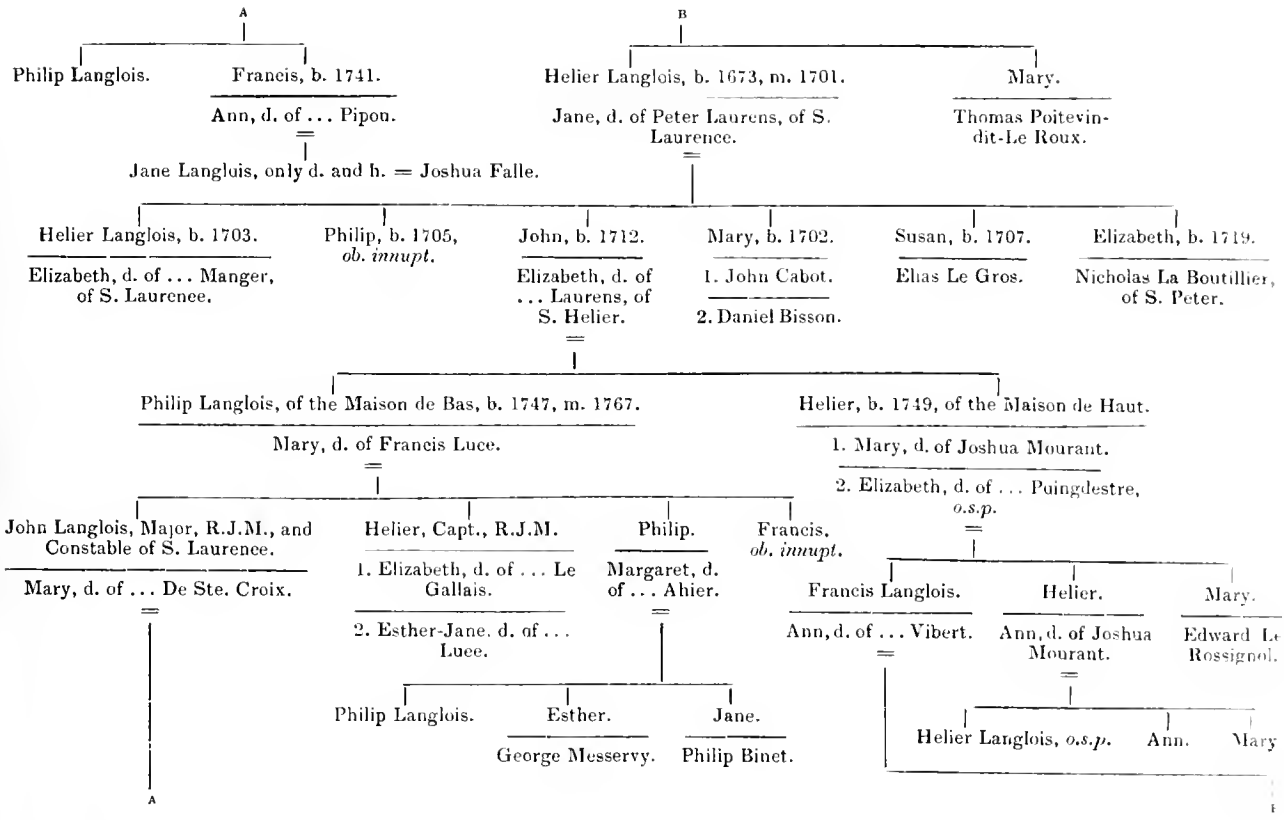 A
B
Philip Langlois.
Francis, b. 1741.
Ann, d. of ... Pipon.
=
Jane Langluis, only d. and h. = Joshua Falle.
Helier Langlois, b. 1673, m. 1701.
Jane, d. of Peter Laurens, of S.
Laurence.
=
Mary.
Thomas Poitevin-
dit-Le Roux.
Helier Langlois, b. 1703.
Elizabeth, d. of ... Manger,
of S. Laurence.
Philip, b. 1705,
ob. innupt.
John, b. 1712.
Elizabeth, d. of
... Laurens, of
S. Helier.
=
Mary, b. 1702.
1. John Cabot.
2. Daniel Bisson.
Susan, b. 1707.
Elias Le Gros.
Elizabeth, b. 1719.
Nicholas La Boutillier,
of S. Peter.
Philip Langlois, of the Maison de Bas, b. 1747, m. 1767.
Mary, d. of Francis Luce.
=
Helier, b. 1749, of the Maison de Haut.
1. Mary, d. of Joshua Mourant.
2. Elizabeth, d. of ... Puingdestre,
o.s.p.
=
John Langlois, Major, R.J.M., and
Constable of S. Laurence.
Mary, d. of ... De Ste. Croix.
=
Helier, Capt., R.J.M.
1. Elizabeth, d. of ... Le
Gallais.
2. Esther-Jane, d. of ...
Luce.
Philip.
Margaret, d.
of ... Ahier.
=
Francis,
ob. innupt.
Francis Langlois.
Ann, d. of ... Vibert.
=
Helier.
Ann, d. of Joshua
Mourant.
=
Mary.
Edward Le
Rossignol.
Philip Langlois.
Esther.
George Messervy.
Jane.
Philip Binet.
Helier Langlois, o.s.p.
Ann.
Mary
A